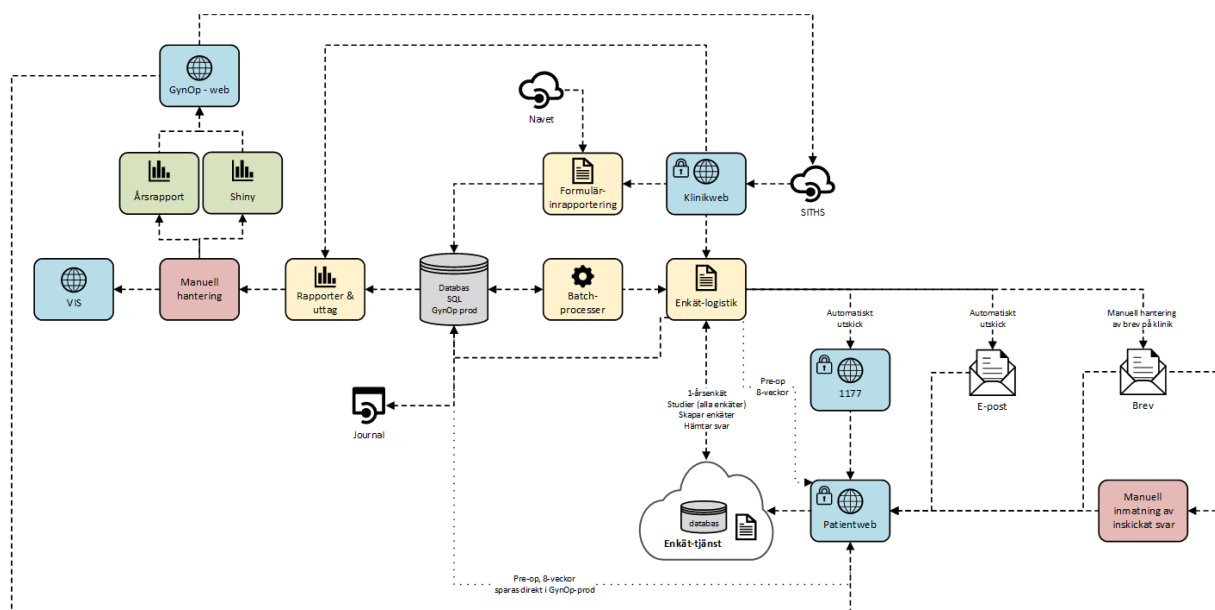 GynOp - web
Navet
Årsrapport
Shiny
Formulär-
inrapportering
Klinikweb
SITHS
VIS
Manuell
hantering
Rapporter &
uttag
Databas
SQL
GynOp prod
Batch-
processer
Enkät-logistik
Automatiskt
utskick
Automatiskt
utskick
Manuell hantering
av brev på klinik
1-årsenkät
Studier (alla enkäter)
Skapar enkäter
Hämtar svar
Pre-op
8-veckor
1177
E-post
Brev
Journal
databas
Enkät-tjänst
Patientweb
Manuell
inmatning av
inskickat svar
Pre-op, 8-veckor
sparas direkt i GynOp-prod